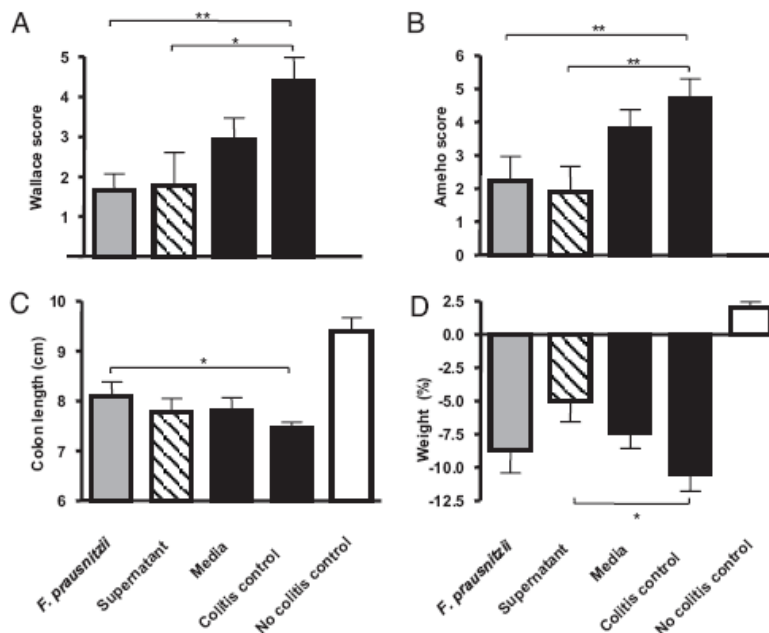 A
**
*
5
4
3
2
1
Wallace score
B
**
**
6
5
4
3
2
1
0
Ameho score
C
*
10
9
8
7
6
Colon length (cm)
F. prausnitzii
Supernatant
Media
Colitis control
No colitis control
D
2.5
0.0
-2.5
-5.0
-7.5
-10.0
-12.5
Weight (%)
*
F. prausnitzii
Supernatant
Media
Colitis control
No colitis control